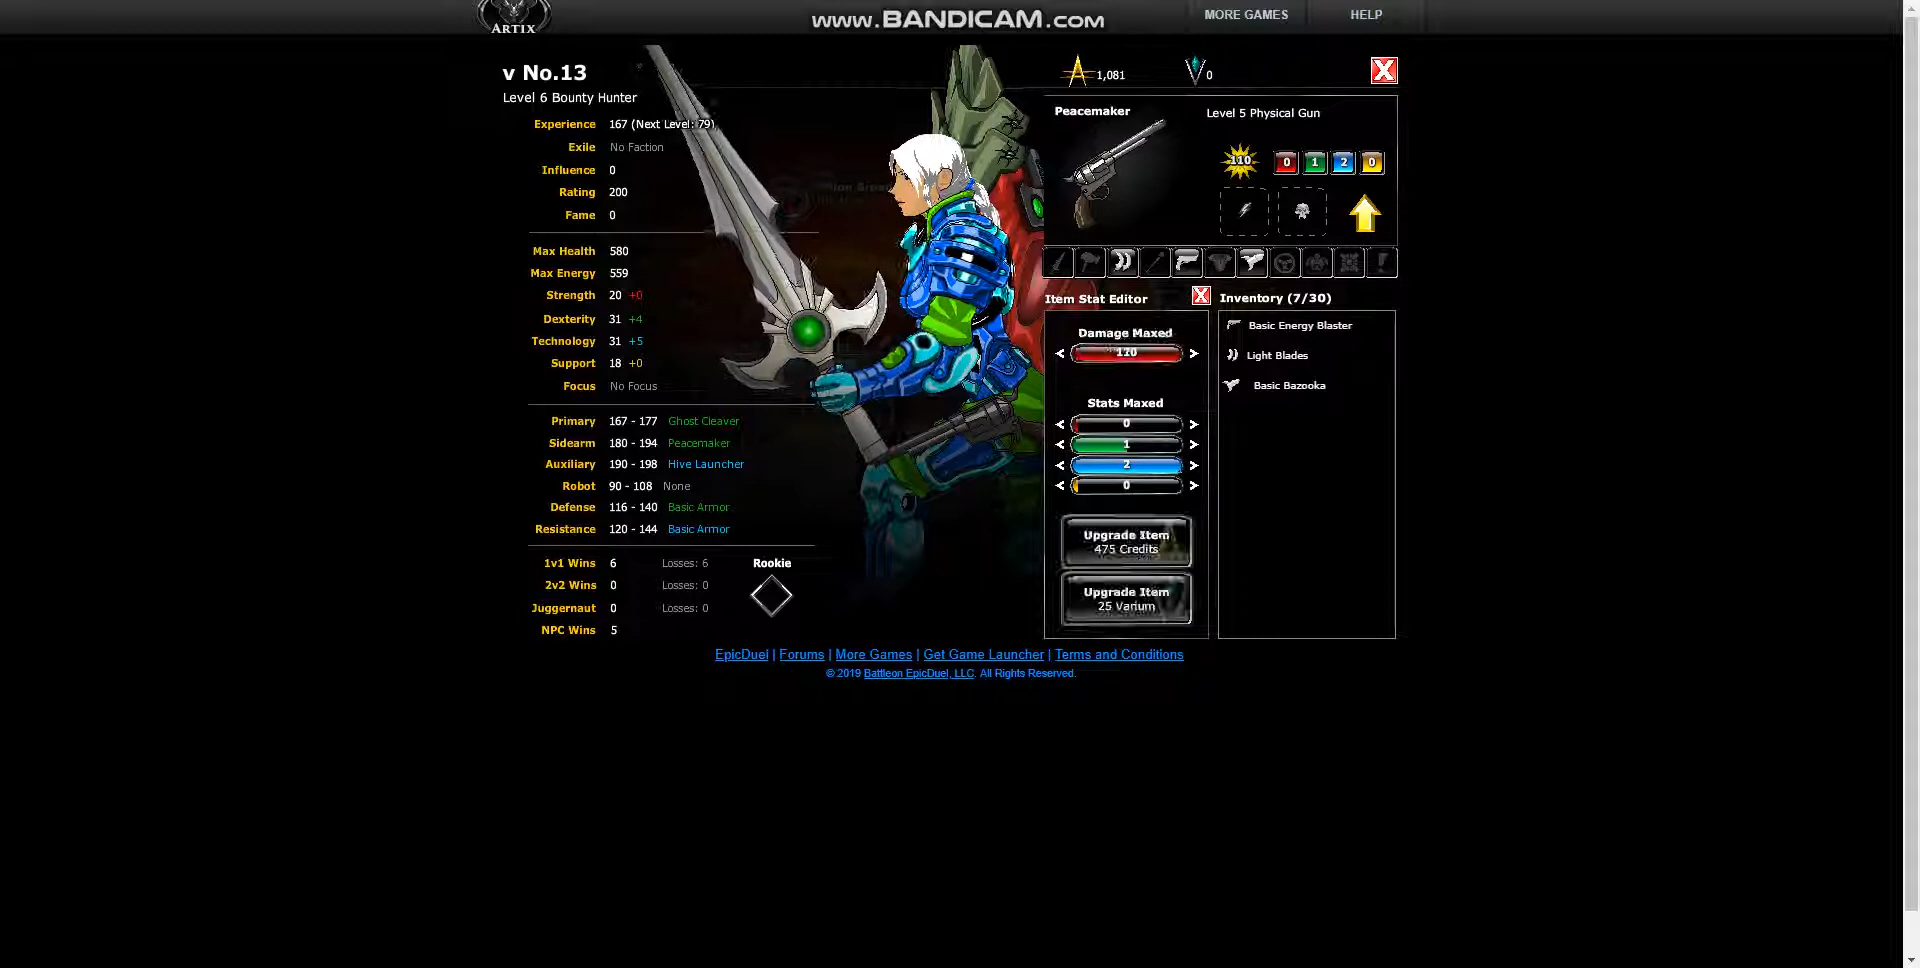 ARTIX
www.BANDICAM.com
MORE GAMES
HELP
v No.13
Level 6 Bounty Hunter
Experience 167 (Next Level: 79)
Exile No Faction
Influence 0
Rating 200
Fame 0
Max Health 580
Max Energy 559
Strength 20 +0
Dexterity 31 +4
Technology 31 +5
Support 18 +0
Focus No Focus
Primary 167 - 177 Ghost Cleaver
Sidearm 180 - 194 Peacemaker
Auxiliary 190 - 198 Hive Launcher
Robot 90 - 108 None
Defense 116 - 140 Basic Armor
Resistance 120 - 144 Basic Armor
1v1 Wins 6 Losses: 6 Rookie
2v2 Wins 0 Losses: 0
Juggernaut 0 Losses: 0
NPC Wins 5
1,081
0
X
Peacemaker
Level 5 Physical Gun
110 0 1 2 0
Item Stat Editor X
Damage Maxed
Stats Maxed
0
1
2
0
Upgrade Item
475 Credits
Upgrade Item
25 Varium
Inventory (7/30)
Basic Energy Blaster
Light Blades
Basic Bazooka
EpicDuel | Forums | More Games | Get Game Launcher | Terms and Conditions
© 2019 Battleon EpicDuel, LLC. All Rights Reserved.